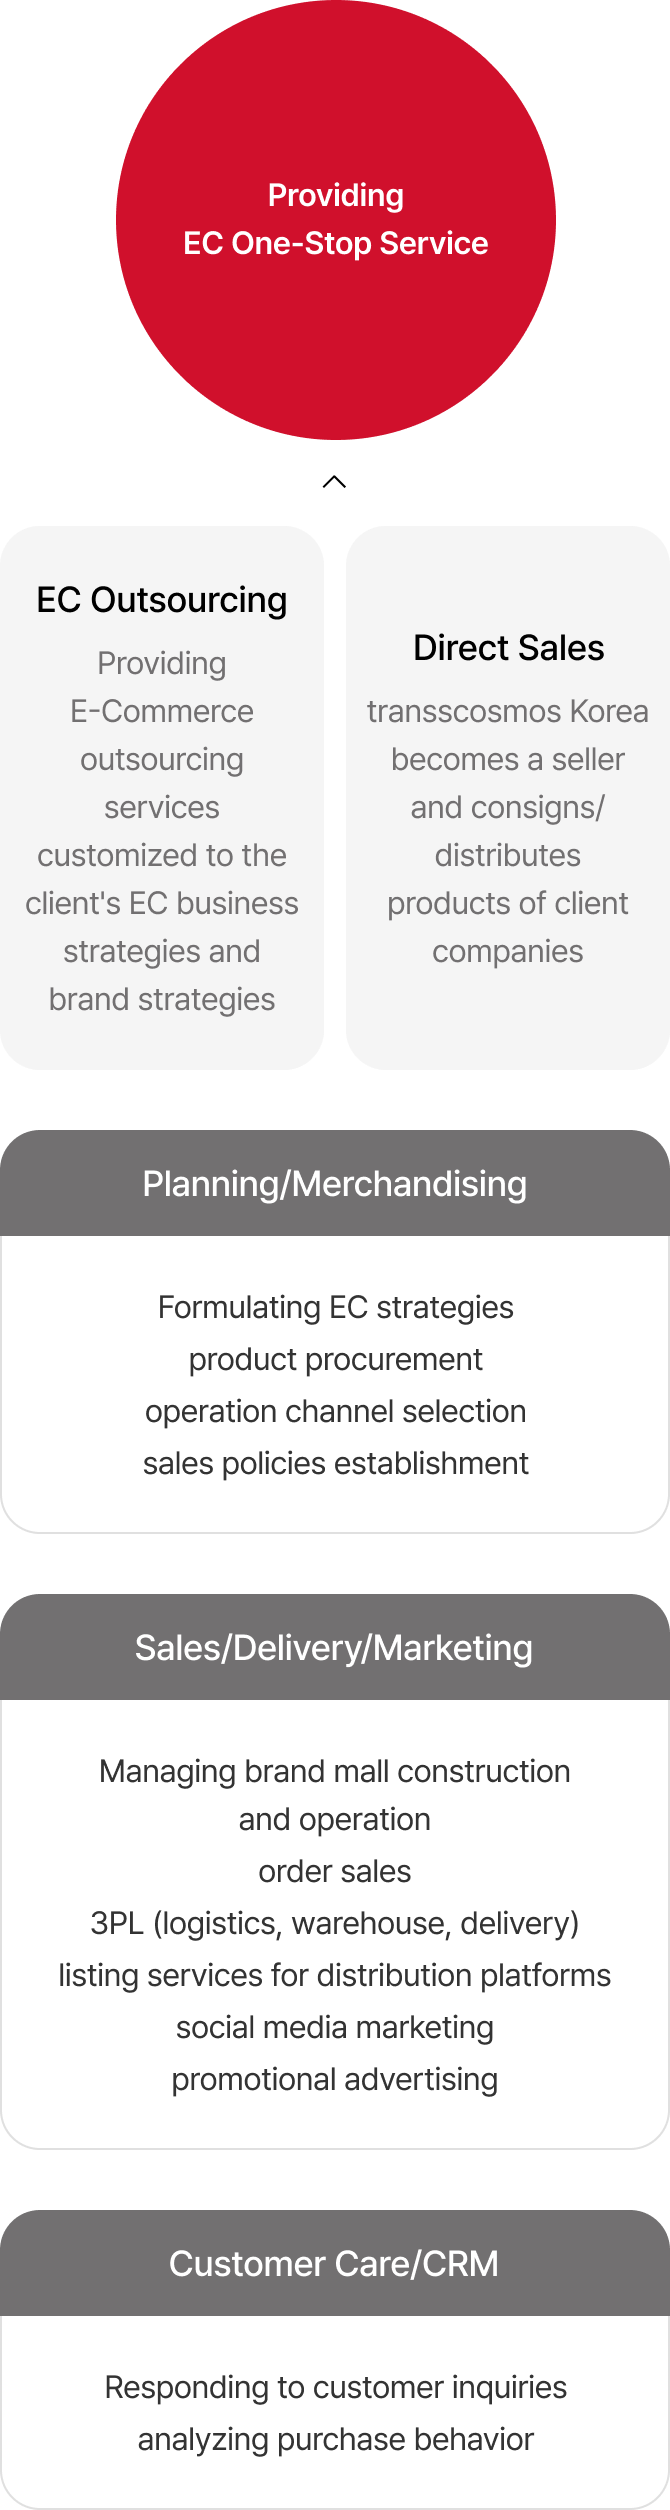 Providing
EC One-Stop Service
EC Outsourcing
Providing
E-Commerce
outsourcing
services
customized to the
client's EC business
strategies and
brand strategies
Direct Sales
transscosmos Korea
becomes a seller
and consigns/
distributes
products of client
companies
Planning/Merchandising
Formulating EC strategies
product procurement
operation channel selection
sales policies establishment
Sales/Delivery/Marketing
Managing brand mall construction
and operation
order sales
3PL (logistics, warehouse, delivery)
listing services for distribution platforms
social media marketing
promotional advertising
Customer Care/CRM
Responding to customer inquiries
analyzing purchase behavior